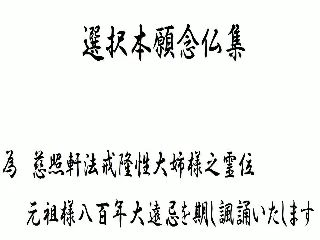 選択本願念仏集
為 慈照軒法戒隆性大姉様之霊位
元祖様八百年大遠忌を期し諷誦いたします